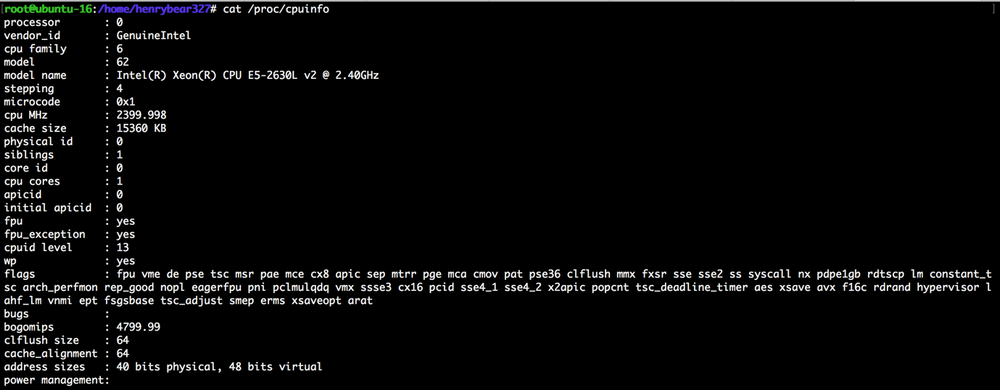 [root@ubuntu-16:/home/henrybear327# cat /proc/cpuinfo ]
processor : 0
vendor_id : GenuineIntel
cpu family : 6
model : 62
model name : Intel(R) Xeon(R) CPU E5-2630L v2 @ 2.40GHz
stepping : 4
microcode : 0x1
cpu MHz : 2399.998
cache size : 15360 KB
physical id : 0
siblings : 1
core id : 0
cpu cores : 1
apicid : 0
initial apicid : 0
fpu : yes
fpu_exception : yes
cpuid level : 13
wp : yes
flags : fpu vme de pse tsc msr pae mce cx8 apic sep mtrr pge mca cmov pat pse36 clflush mmx fxsr sse sse2 ss syscall nx pdpe1gb rdtscp lm constant_t
sc arch_perfmon rep_good nopl eagerfpu pni pclmulqdq vmx ssse3 cx16 pcid sse4_1 sse4_2 x2apic popcnt tsc_deadline_timer aes xsave avx f16c rdrand hypervisor l
ahf_lm vnmi ept fsgsbase tsc_adjust smep erms xsaveopt arat
bugs :
bogomips : 4799.99
clflush size : 64
cache_alignment : 64
address sizes : 40 bits physical, 48 bits virtual
power management: